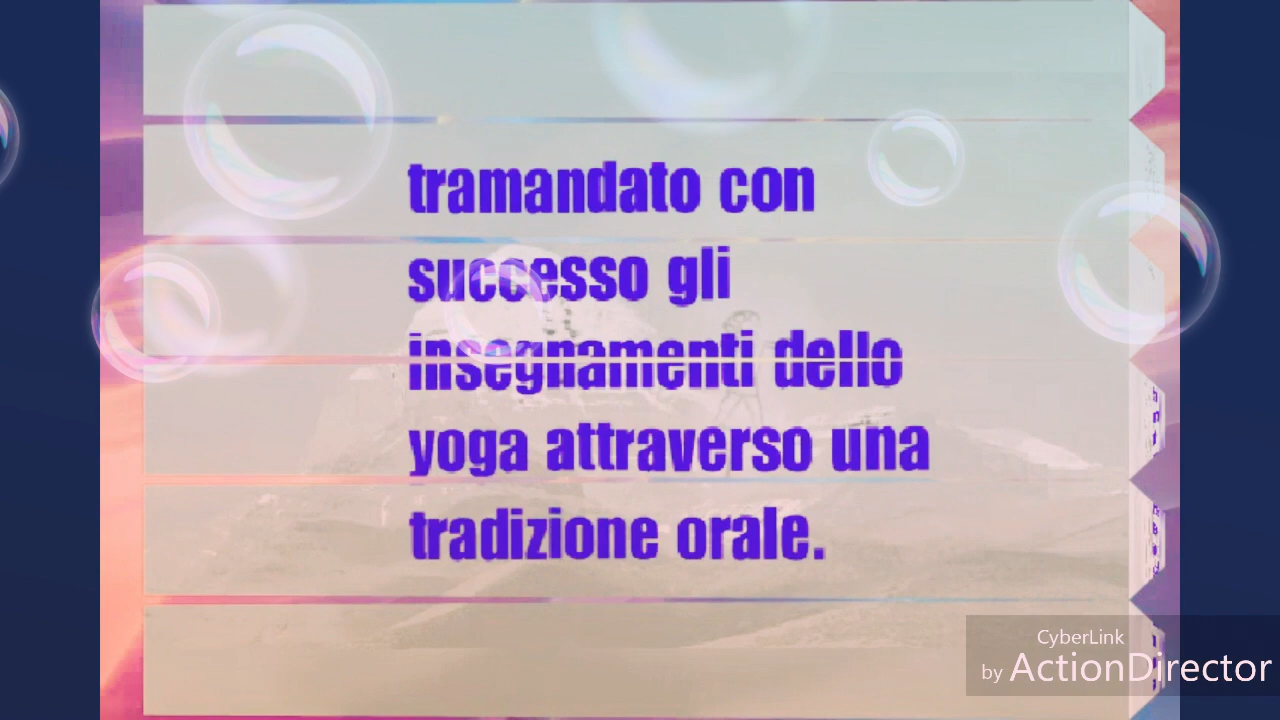 tramandato con
successo gli
insegnamenti dello
yoga attraverso una
tradizione orale.
CyberLink
by ActionDirector